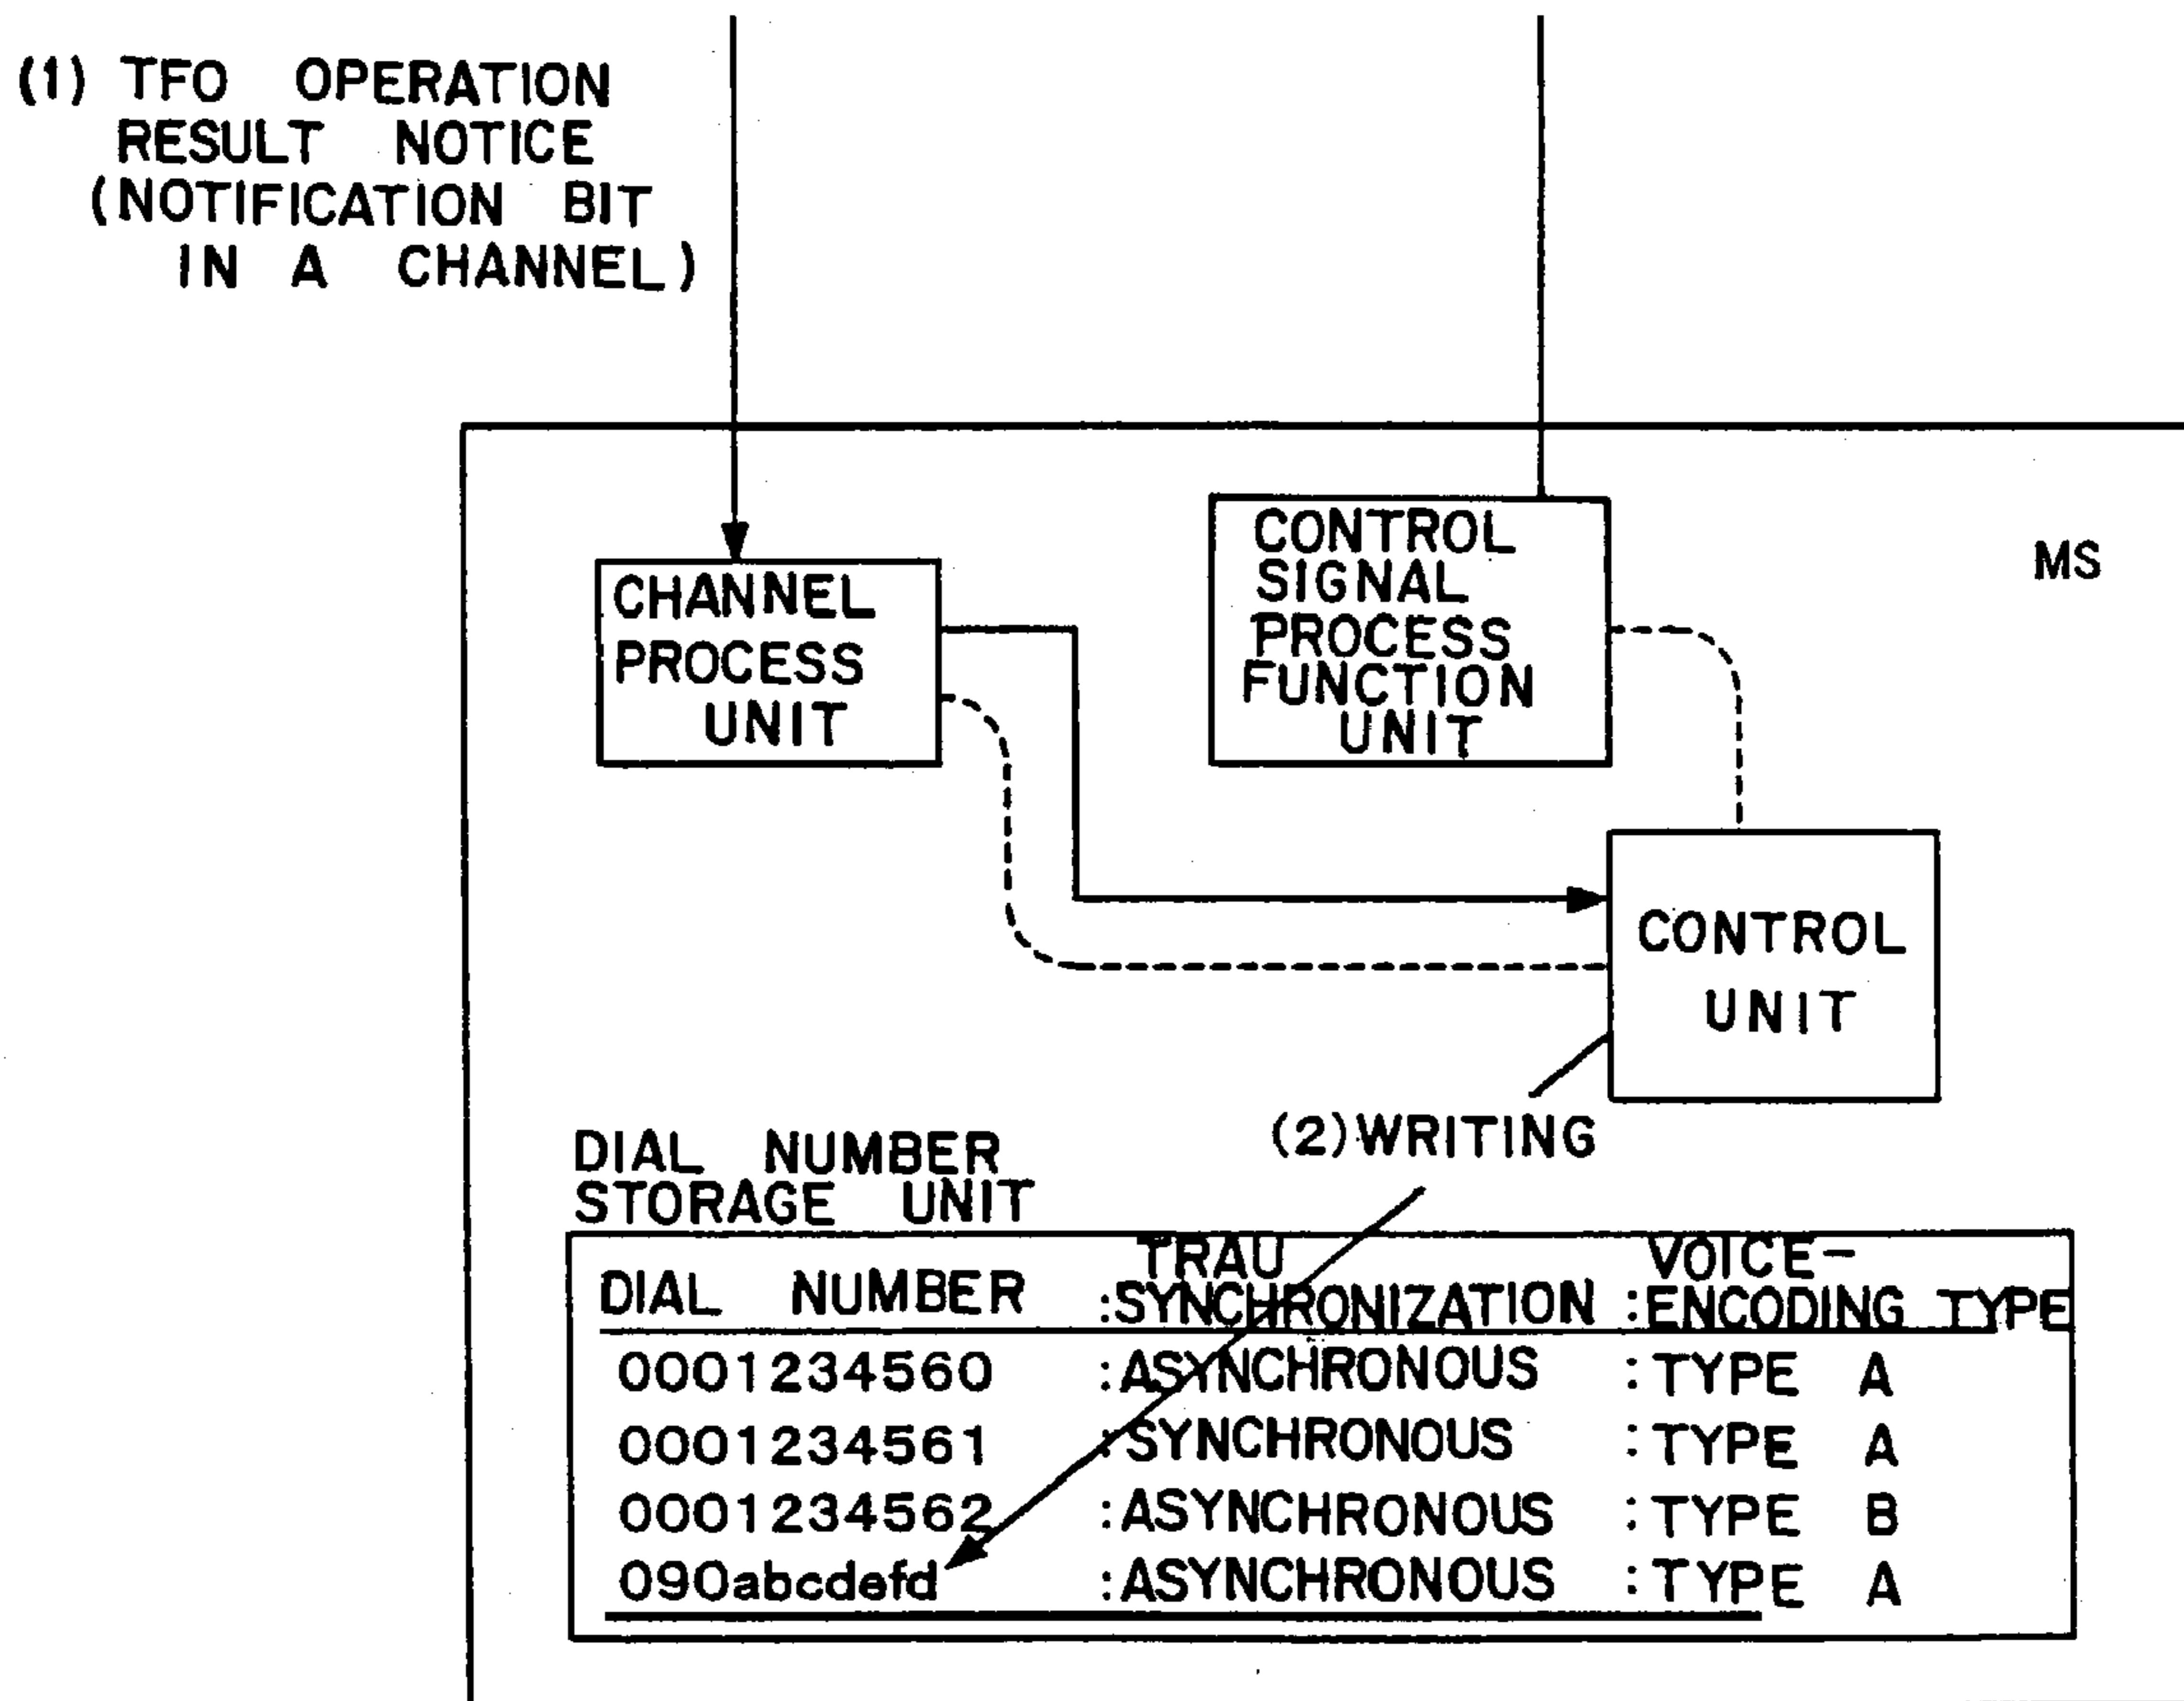 (1) TFO OPERATION
RESULT NOTICE
(NOTIFICATION BIT
IN A CHANNEL)
CONTROL
SIGNAL
PROCESS
FUNCTION
UNIT
MS
CHANNEL
PROCESS
UNIT
CONTROL
UNIT
(2)WRITING
DIAL NUMBER
STORAGE UNIT
TRAU VOICE-
DIAL NUMBER :SYNCHRONIZATION :ENCODING TYPE
0001234560 :ASYNCHRONOUS :TYPE A
0001234561 :SYNCHRONOUS :TYPE A
0001234562 :ASYNCHRONOUS :TYPE B
090abcdefd :ASYNCHRONOUS :TYPE A